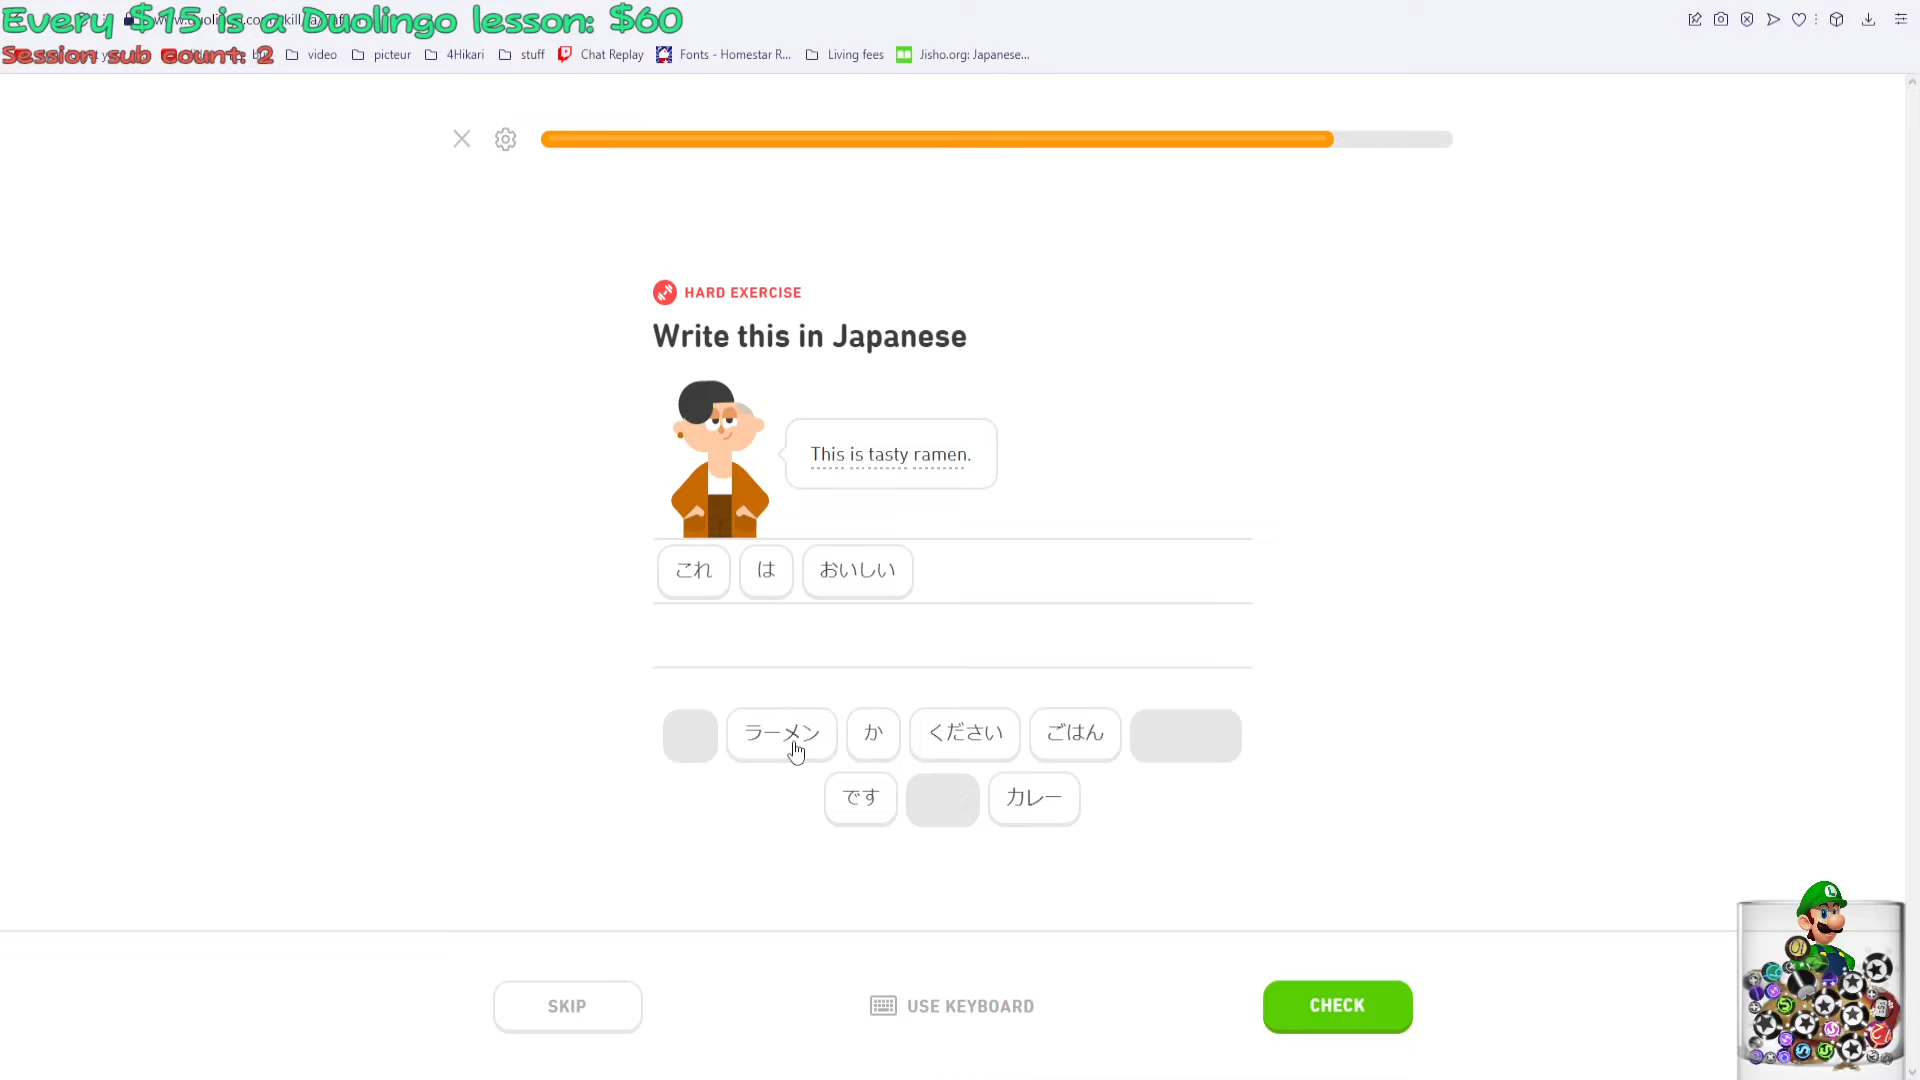 Every $15 is a Duolingo lesson: $60
Session sub count: 2
video picteur 4Hikari stuff Chat Replay Fonts - Homestar R... Living fees Jisho.org: Japanese...
HARD EXERCISE
Write this in Japanese
This is tasty ramen.
これ は おいしい
ラーメン か ください ごはん
です カレー
SKIP USE KEYBOARD CHECK